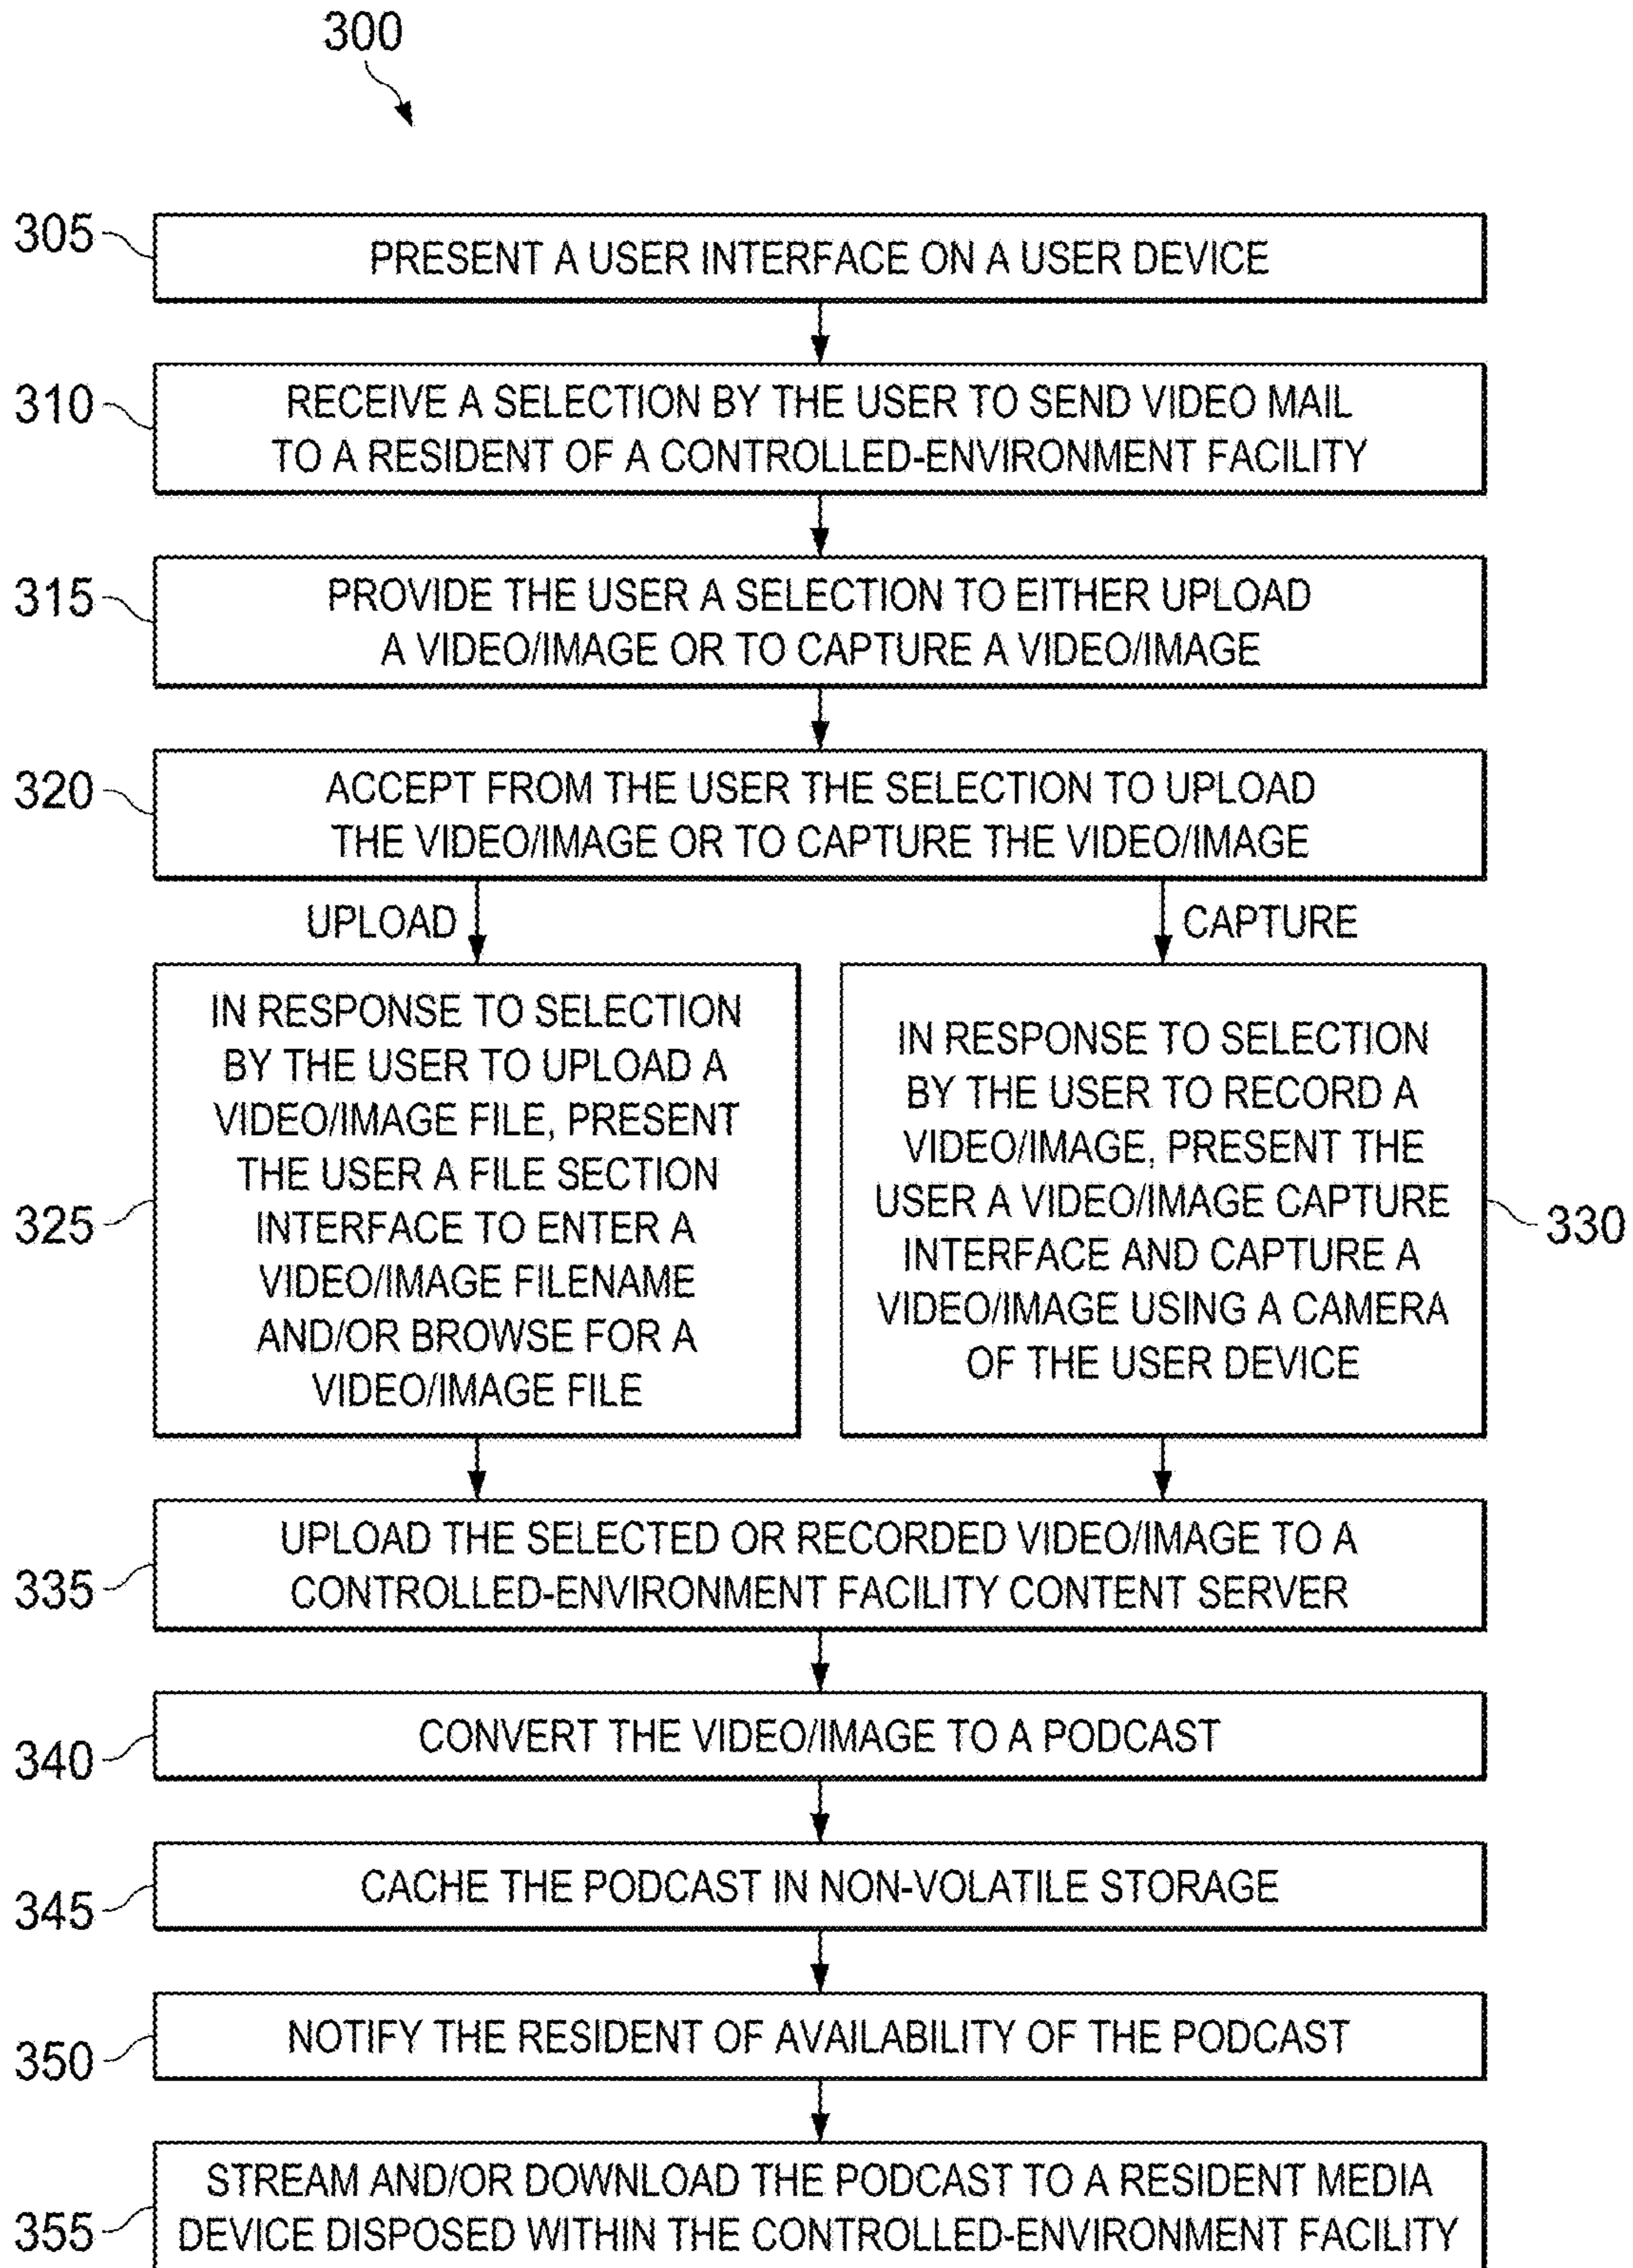 300
305
PRESENT A USER INTERFACE ON A USER DEVICE
310
RECEIVE A SELECTION BY THE USER TO SEND VIDEO MAIL
TO A RESIDENT OF A CONTROLLED-ENVIRONMENT FACILITY
315
PROVIDE THE USER A SELECTION TO EITHER UPLOAD
A VIDEO/IMAGE OR TO CAPTURE A VIDEO/IMAGE
320
ACCEPT FROM THE USER THE SELECTION TO UPLOAD
THE VIDEO/IMAGE OR TO CAPTURE THE VIDEO/IMAGE
UPLOAD
CAPTURE
325
IN RESPONSE TO SELECTION
BY THE USER TO UPLOAD A
VIDEO/IMAGE FILE, PRESENT
THE USER A FILE SECTION
INTERFACE TO ENTER A
VIDEO/IMAGE FILENAME
AND/OR BROWSE FOR A
VIDEO/IMAGE FILE
IN RESPONSE TO SELECTION
BY THE USER TO RECORD A
VIDEO/IMAGE, PRESENT THE
USER A VIDEO/IMAGE CAPTURE
INTERFACE AND CAPTURE A
VIDEO/IMAGE USING A CAMERA
OF THE USER DEVICE
330
335
UPLOAD THE SELECTED OR RECORDED VIDEO/IMAGE TO A
CONTROLLED-ENVIRONMENT FACILITY CONTENT SERVER
340
CONVERT THE VIDEO/IMAGE TO A PODCAST
345
CACHE THE PODCAST IN NON-VOLATILE STORAGE
350
NOTIFY THE RESIDENT OF AVAILABILITY OF THE PODCAST
355
STREAM AND/OR DOWNLOAD THE PODCAST TO A RESIDENT MEDIA
DEVICE DISPOSED WITHIN THE CONTROLLED-ENVIRONMENT FACILITY